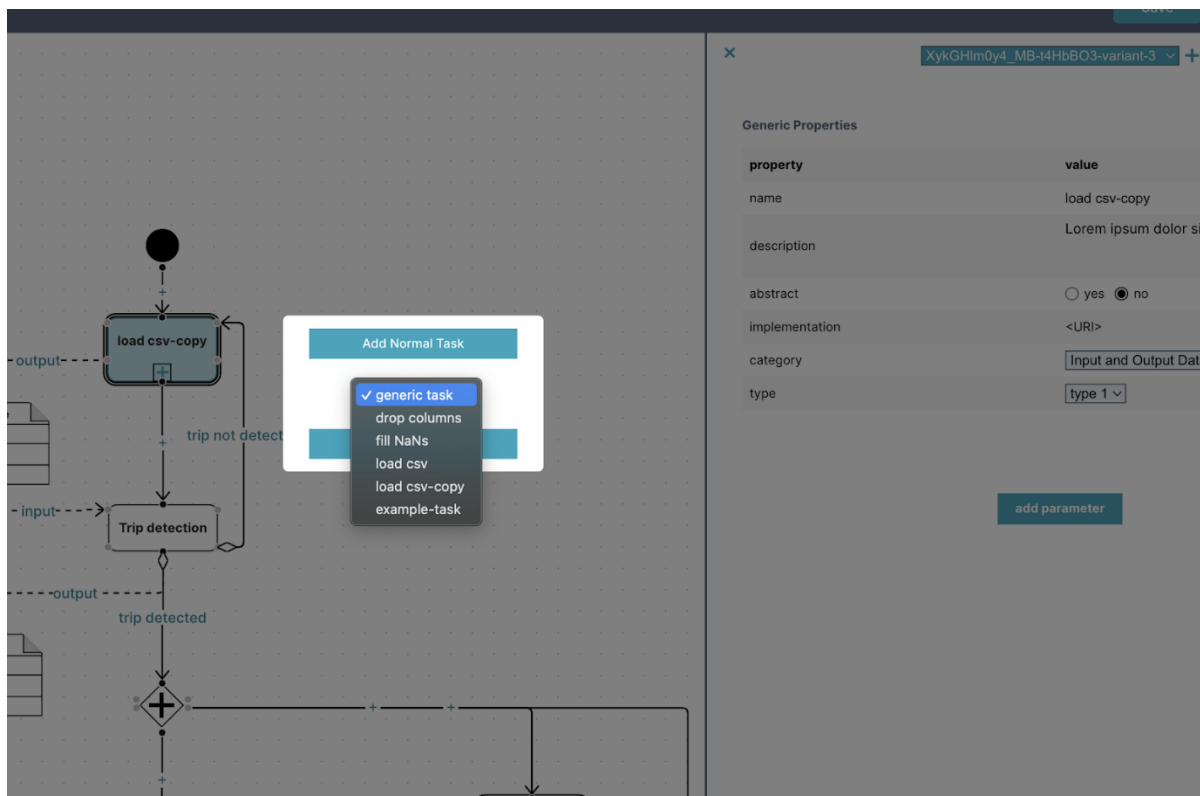 Save
XykGHlm0y4_MB-t4HbBO3-variant-3
+
Generic Properties
property value
name load csv-copy
description Lorem ipsum dolor si
abstract yes no
implementation <URI>
category Input and Output Dat
type type 1
add parameter
load csv-copy
output
trip not detect
input
Trip detection
output
trip detected
Add Normal Task
✓ generic task
drop columns
fill NaNs
load csv
load csv-copy
example-task